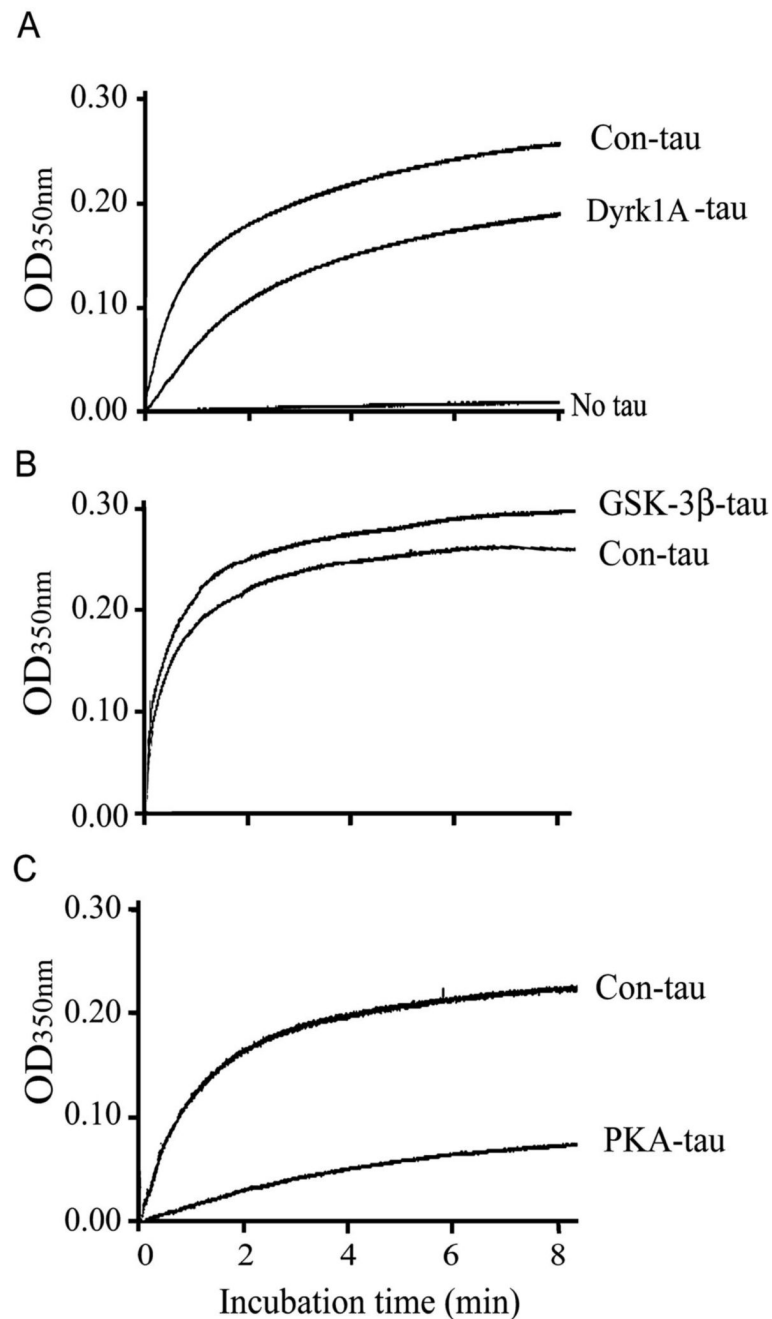 A
0.30
Con-tau
0.20
Dyrk1A -tau
OD350nm
0.10
0.00
No tau
B
0.30
GSK-3β-tau
Con-tau
0.20
OD350nm
0.10
0.00
C
0.30
Con-tau
0.20
OD350nm
0.10
PKA-tau
0.00
0 2 4 6 8
Incubation time (min)